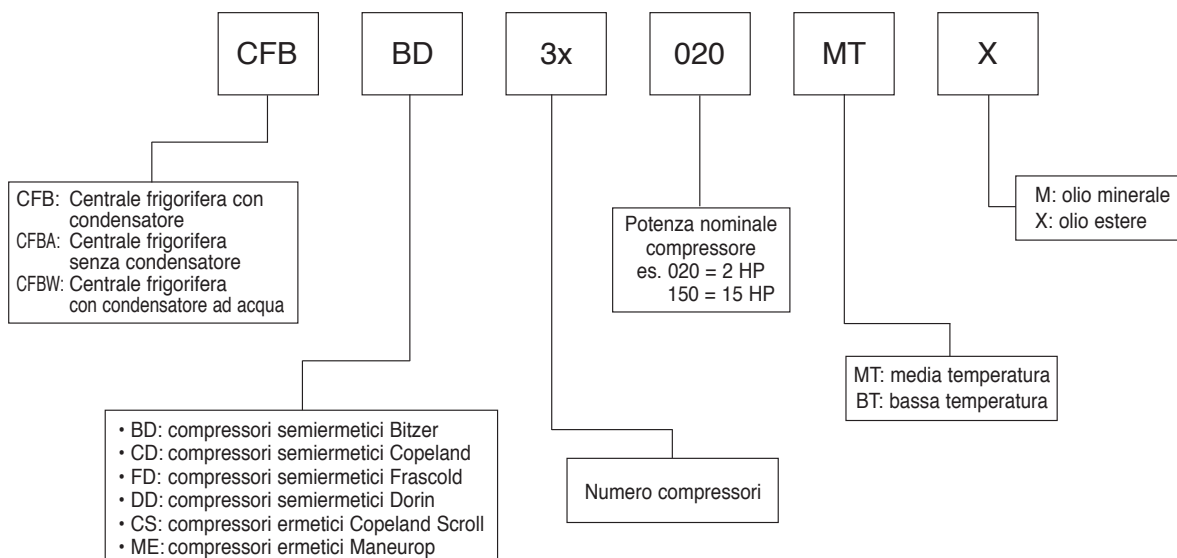 CFB BD 3x 020 MT X
CFB: Centrale frigorifera con
condensatore
CFBA: Centrale frigorifera
senza condensatore
CFBW: Centrale frigorifera
con condensatore ad acqua
• BD: compressori semiermetici Bitzer
• CD: compressori semiermetici Copeland
• FD: compressori semiermetici Frascold
• DD: compressori semiermetici Dorin
• CS: compressori ermetici Copeland Scroll
• ME: compressori ermetici Maneurop
Numero compressori
Potenza nominale
compressore
es. 020 = 2 HP
150 = 15 HP
MT: media temperatura
BT: bassa temperatura
M: olio minerale
X: olio estere